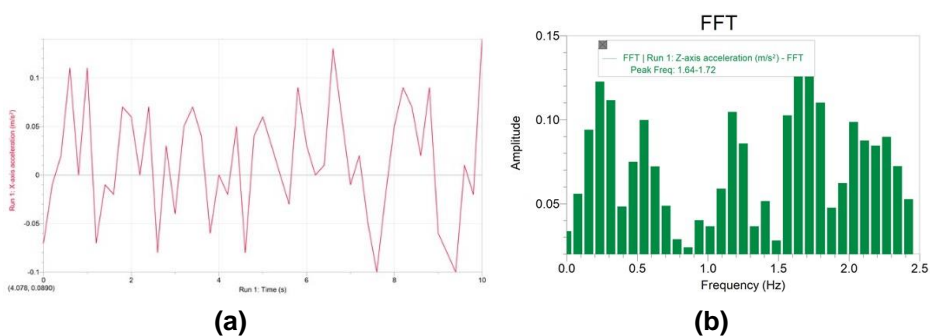 0.1
0.05
0
-0.05
-0.1
Run 1: X-axis acceleration (m/s²)
0 2 4 6 8 10
(4.078, 0.0890)
Run 1: Time (s)
(a)
FFT
0.15
0.10
0.05
Amplitude
FFT | Run 1: Z-axis acceleration (m/s²) - FFT
Peak Freq: 1.64-1.72
0.0 0.5 1.0 1.5 2.0 2.5
Frequency (Hz)
(b)